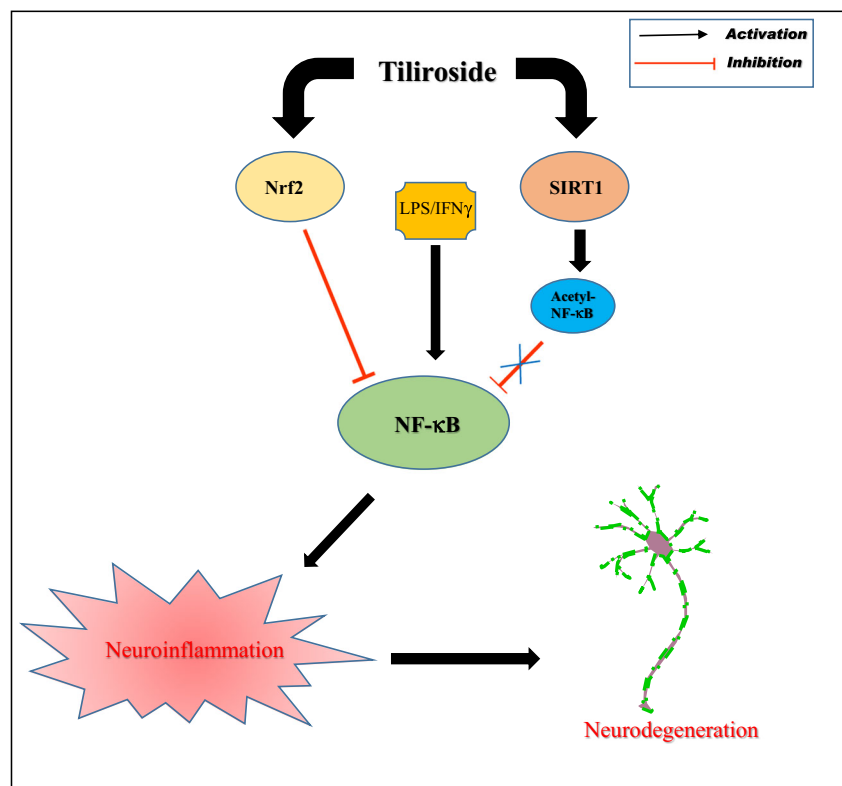 Activation
Inhibition
Tiliroside
Nrf2
LPS/IFNγ
SIRT1
Acetyl-
NF-κB
NF-κB
Neuroinflammation
Neurodegeneration